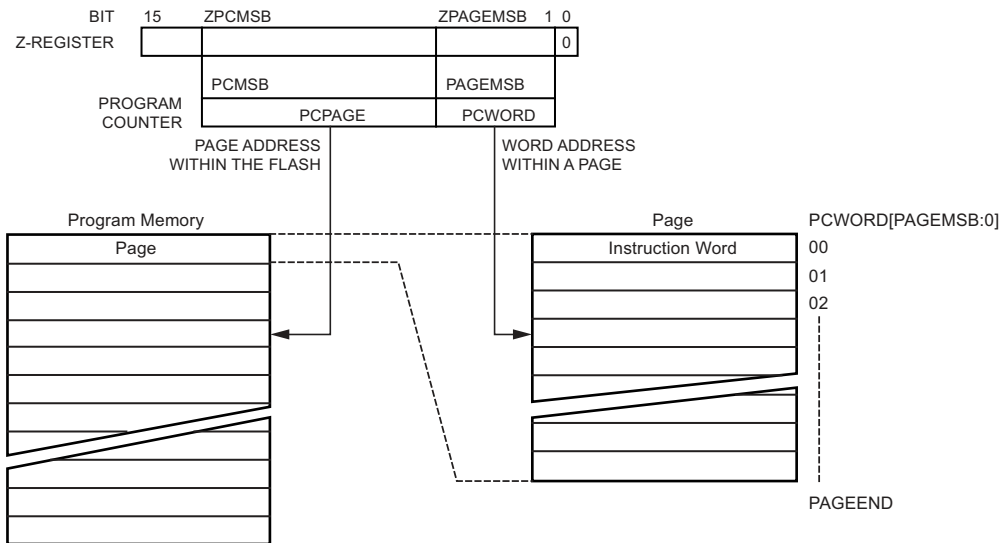 BIT 15 ZPCMSB ZPAGEMSB 1 0
Z-REGISTER 0
PCMSB PAGEMSB
PROGRAM
COUNTER
PCPAGE PCWORD
PAGE ADDRESS
WITHIN THE FLASH
WORD ADDRESS
WITHIN A PAGE
Program Memory
Page
Page
Instruction Word
PCWORD[PAGEMSB:0]
00
01
02
PAGEEND